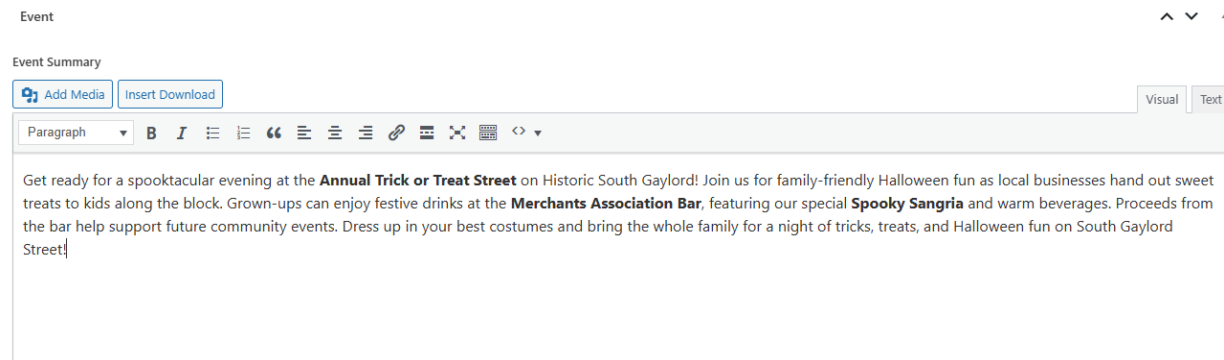 Event
Event Summary
Add Media Insert Download
Visual Text
Paragraph
Get ready for a spooktacular evening at the Annual Trick or Treat Street on Historic South Gaylord! Join us for family-friendly Halloween fun as local businesses hand out sweet
treats to kids along the block. Grown-ups can enjoy festive drinks at the Merchants Association Bar, featuring our special Spooky Sangria and warm beverages. Proceeds from
the bar help support future community events. Dress up in your best costumes and bring the whole family for a night of tricks, treats, and Halloween fun on South Gaylord
Street!